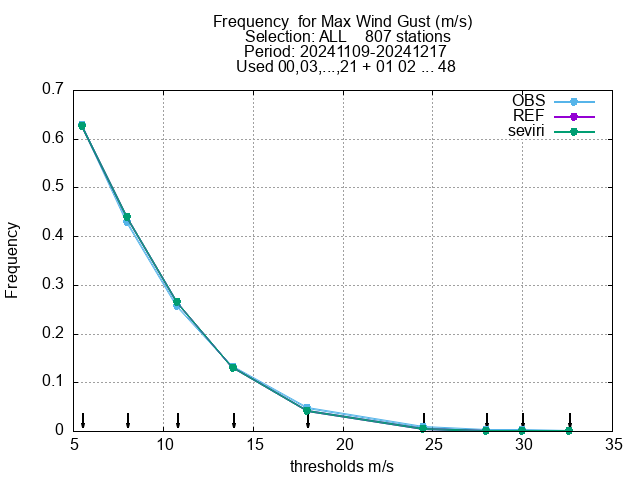 Frequency  for Max Wind Gust (m/s)
Selection: ALL    807 stations
Period: 20241109-20241217
Used 00,03,...,21 + 01 02 ... 48
0.7
0.6
0.5
0.4
0.3
0.2
0.1
0
Frequency
OBS
REF
seviri
5 10 15 20 25 30 35
thresholds m/s